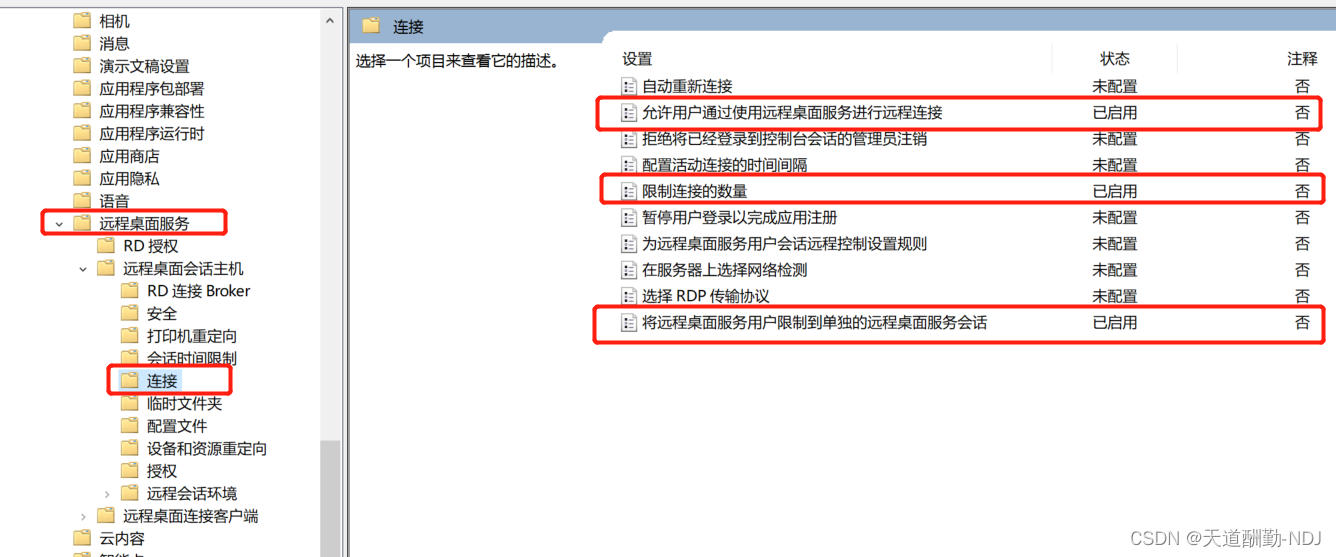 相机
消息
演示文稿设置
应用程序包部署
应用程序兼容性
应用程序运行时
应用商店
应用隐私
语音
远程桌面服务
RD 授权
远程桌面会话主机
RD 连接 Broker
安全
打印机重定向
会话时间限制
连接
临时文件夹
配置文件
设备和资源重定向
授权
远程会话环境
远程桌面连接客户端
云内容
连接
选择一个项目来查看它的描述。
设置 状态 注释
自动重新连接 未配置 否
允许用户通过使用远程桌面服务进行远程连接 已启用 否
拒绝将已经登录到控制台会话的管理员注销 未配置 否
配置活动连接的时间间隔 未配置 否
限制连接的数量 已启用 否
暂停用户登录以完成应用注册 未配置 否
为远程桌面服务用户会话远程控制设置规则 未配置 否
在服务器上选择网络检测 未配置 否
选择 RDP 传输协议 未配置 否
将远程桌面服务用户限制到单独的远程桌面服务会话 已启用 否
CSDN @天道酬勤-NDJ